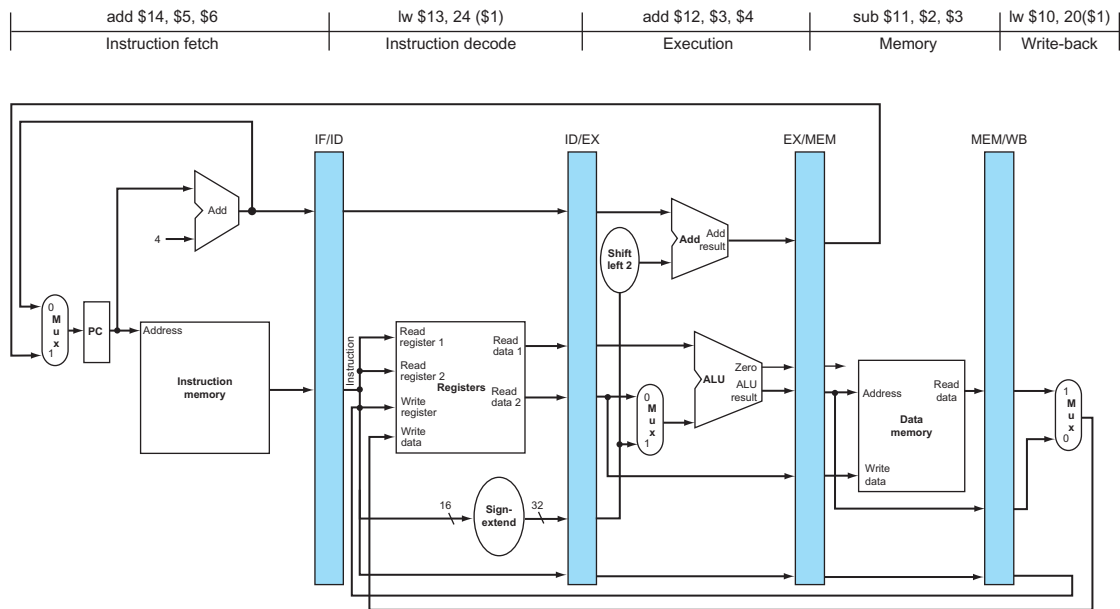 add $14, $5, $6
lw $13, 24 ($1)
add $12, $3, $4
sub $11, $2, $3
lw $10, 20($1)
Instruction fetch
Instruction decode
Execution
Memory
Write-back
IF/ID
ID/EX
EX/MEM
MEM/WB
Add
4
0
M
u
x
1
PC
Address
Instruction
memory
Instruction
Read
register 1
Read
register 2
Write
register
Write
data
Registers
Read
data 1
Read
data 2
16
Sign-
extend
32
Shift
left 2
Add
Add
result
0
M
u
x
1
ALU
Zero
ALU
result
Address
Data
memory
Read
data
Write
data
1
M
u
x
0